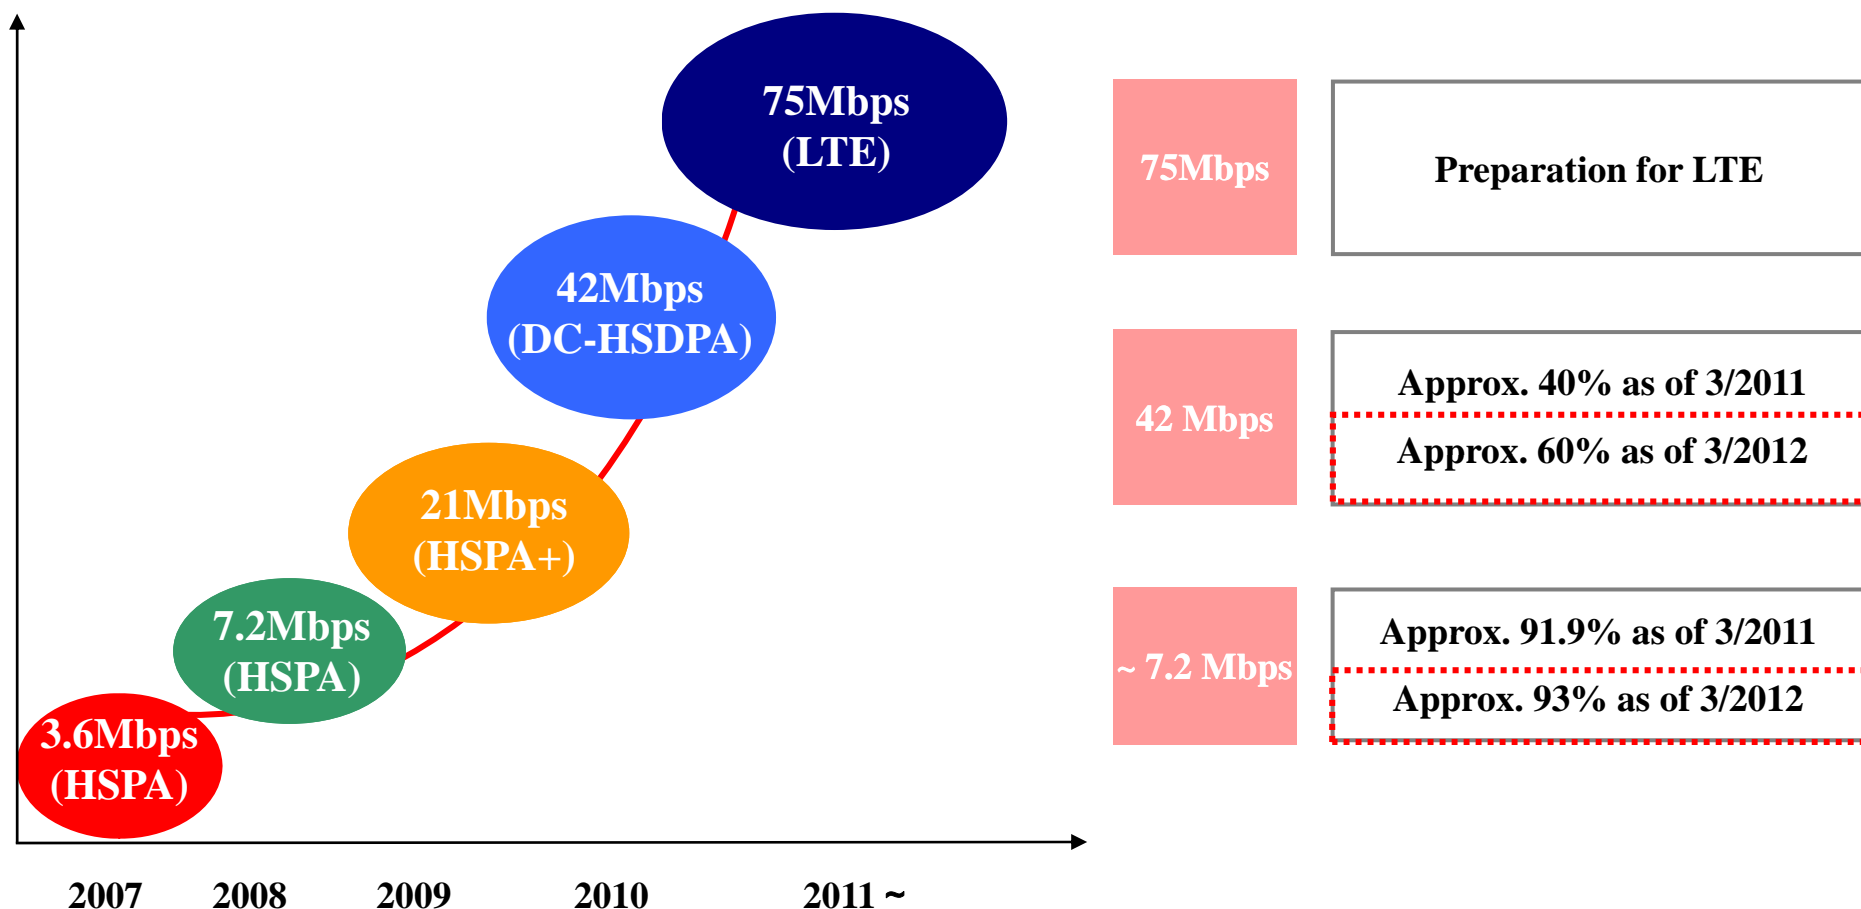 75Mbps
(LTE)
42Mbps
(DC-HSDPA)
21Mbps
(HSPA+)
7.2Mbps
(HSPA)
3.6Mbps
(HSPA)
2007
2008
2009
2010
2011 ~
75Mbps
Preparation for LTE
42 Mbps
Approx. 40% as of 3/2011
Approx. 60% as of 3/2012
~ 7.2 Mbps
Approx. 91.9% as of 3/2011
Approx. 93% as of 3/2012